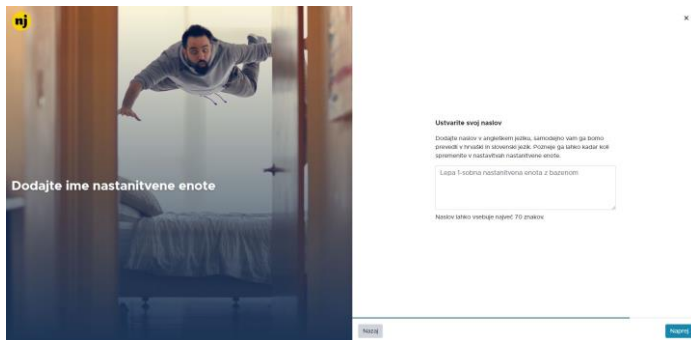 nj
Dodajte ime nastanitvene enote
×
Ustvarite svoj naslov
Dodajte naslov v angleškem jeziku, samodejno vam ga bomo
prevedli v hrvaški in slovenski jezik. Pozneje ga lahko kadar koli
spremenite v nastavitvah nastanitvene enote.
Lepa 1-sobna nastanitvena enota z bazenom
Naslov lahko vsebuje največ 70 znakov.
Nazaj
Naprej